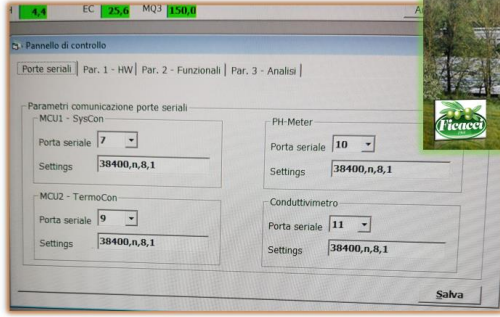 4,4 EC 25,6 MQ3 150,0
Pannello di controllo
Porte seriali Par. 1 - HW Par. 2 - Funzionali Par. 3 - Analisi
Parametri comunicazione porte seriali
MCU1 - SysCon
Porta seriale 7
Settings 38400,n,8,1
PH-Meter
Porta seriale 10
Settings 38400,n,8,1
MCU2 - TermoCon
Porta seriale 9
Settings 38400,n,8,1
Conduttivimetro
Porta seriale 11
Settings 38400,n,8,1
Salva
Ficacci